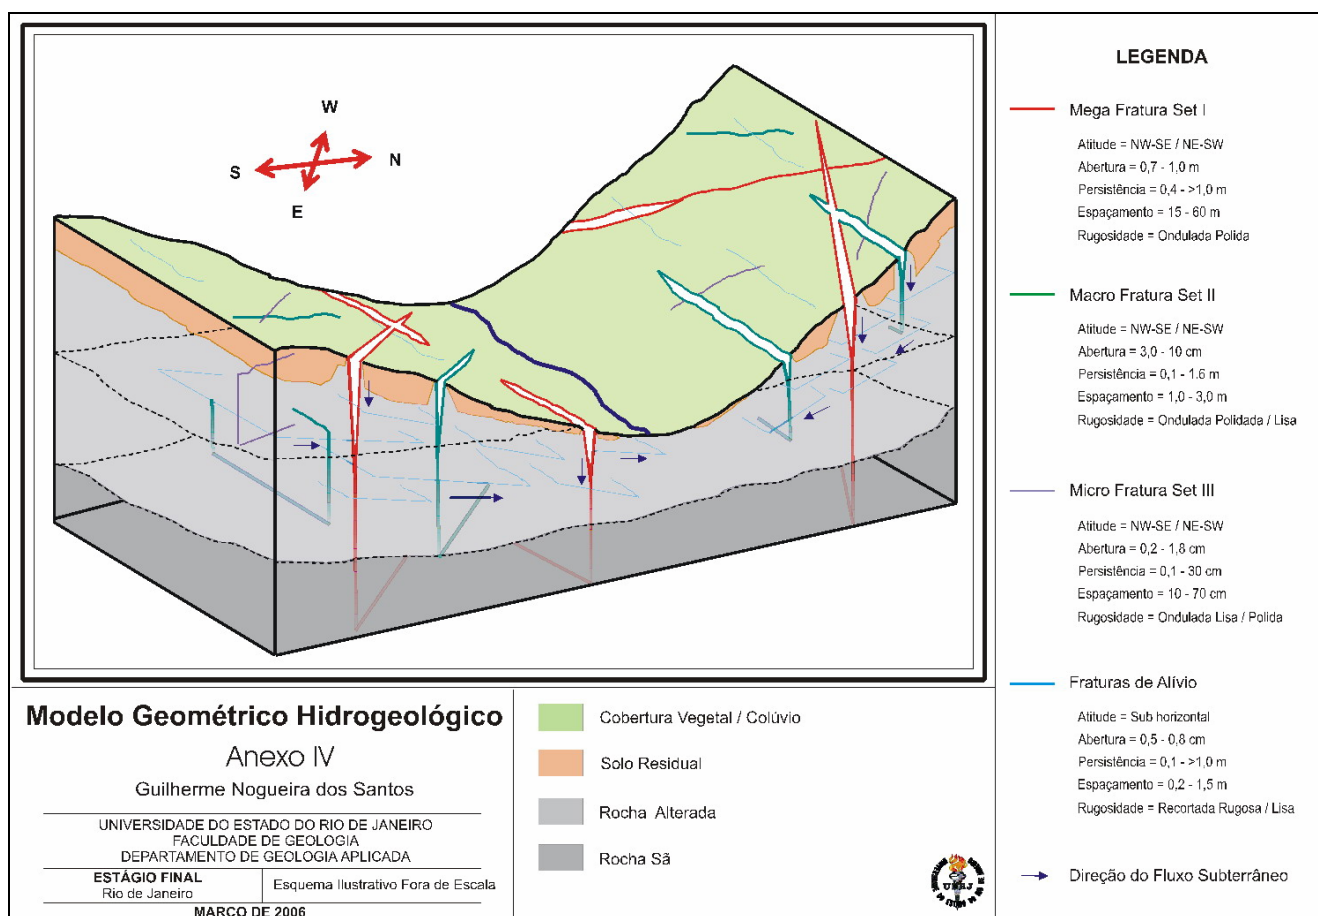 W
S
N
E
LEGENDA
Mega Fratura Set I
Atitude = NW-SE / NE-SW
Abertura = 0,7 - 1,0 m
Persistência = 0,4 - >1,0 m
Espaçamento = 15 - 60 m
Rugosidade = Ondulada Polida
Macro Fratura Set II
Atitude = NW-SE / NE-SW
Abertura = 3,0 - 10 cm
Persistência = 0,1 - 1.6 m
Espaçamento = 1,0 - 3,0 m
Rugosidade = Ondulada Polidada / Lisa
Micro Fratura Set III
Atitude = NW-SE / NE-SW
Abertura = 0,2 - 1,8 cm
Persistência = 0,1 - 30 cm
Espaçamento = 10 - 70 cm
Rugosidade = Ondulada Lisa / Polida
Fraturas de Alívio
Atitude = Sub horizontal
Abertura = 0,5 - 0,8 cm
Persistência = 0,1 - >1,0 m
Espaçamento = 0,2 - 1,5 m
Rugosidade = Recortada Rugosa / Lisa
Direção do Fluxo Subterrâneo
Modelo Geométrico Hidrogeológico
Anexo IV
Guilherme Nogueira dos Santos
UNIVERSIDADE DO ESTADO DO RIO DE JANEIRO
FACULDADE DE GEOLOGIA
DEPARTAMENTO DE GEOLOGIA APLICADA
ESTÁGIO FINAL
Rio de Janeiro
Esquema Ilustrativo Fora de Escala
MARÇO DE 2006
Cobertura Vegetal / Colúvio
Solo Residual
Rocha Alterada
Rocha Sã
UERJ